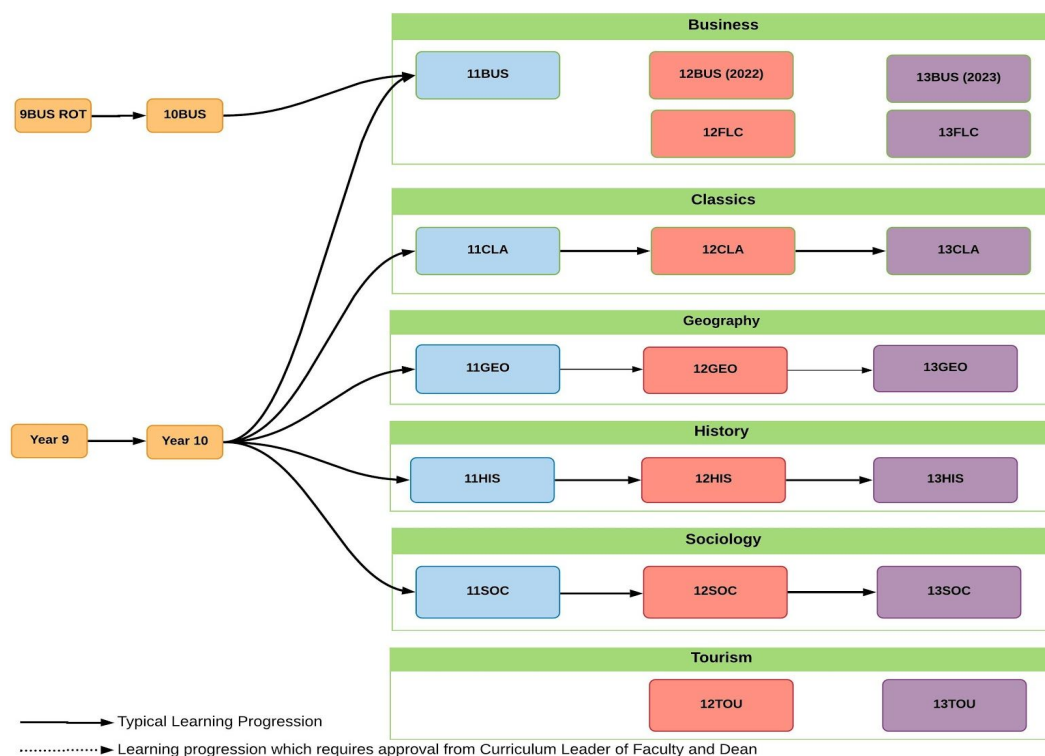 Business
11BUS
12BUS (2022)
13BUS (2023)
9BUS ROT
10BUS
12FLC
13FLC
Classics
11CLA
12CLA
13CLA
Geography
11GEO
12GEO
13GEO
Year 9
Year 10
History
11HIS
12HIS
13HIS
Sociology
11SOC
12SOC
13SOC
Tourism
12TOU
13TOU
Typical Learning Progression
Learning progression which requires approval from Curriculum Leader of Faculty and Dean